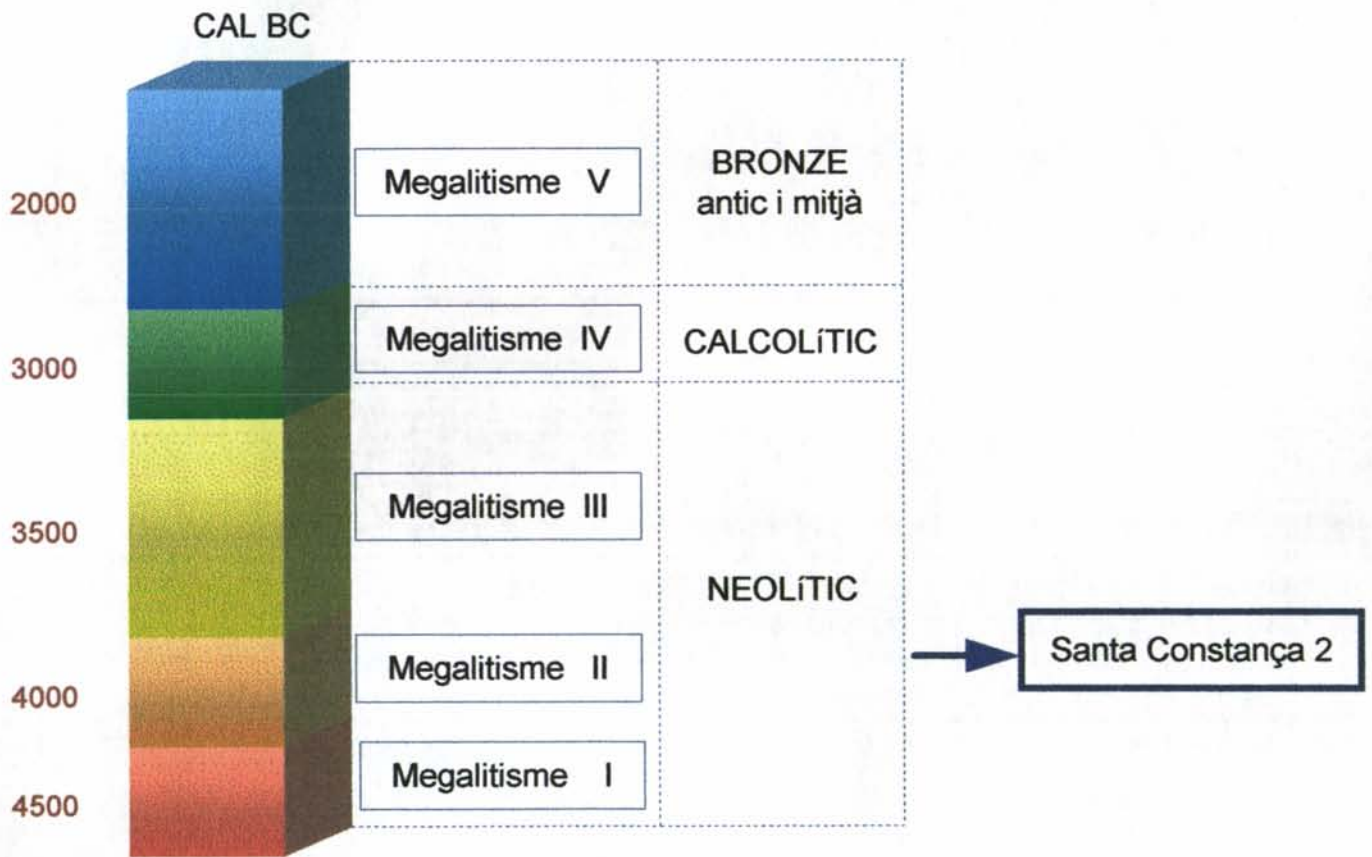 CAL BC
2000
3000
3500
4000
4500
Megalitisme V
Megalitisme IV
Megalitisme III
Megalitisme II
Megalitisme I
BRONZE
antic i mitjà
CALCOLíTIC
NEOLíTIC
Santa Constança 2